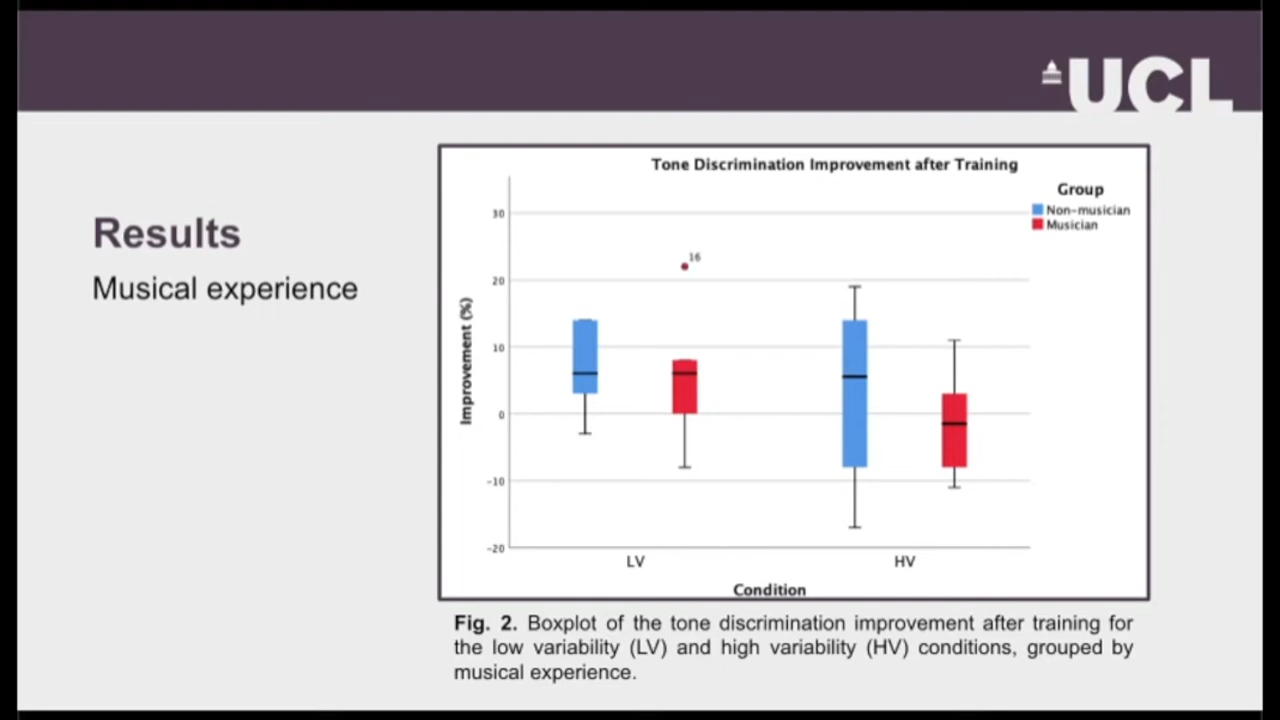 UCL
Results
Musical experience
Tone Discrimination Improvement after Training
Group
Non-musician
Musician
Improvement (%)
30
20
10
0
-10
-20
16
LV
HV
Condition
Fig. 2. Boxplot of the tone discrimination improvement after training for
the low variability (LV) and high variability (HV) conditions, grouped by
musical experience.